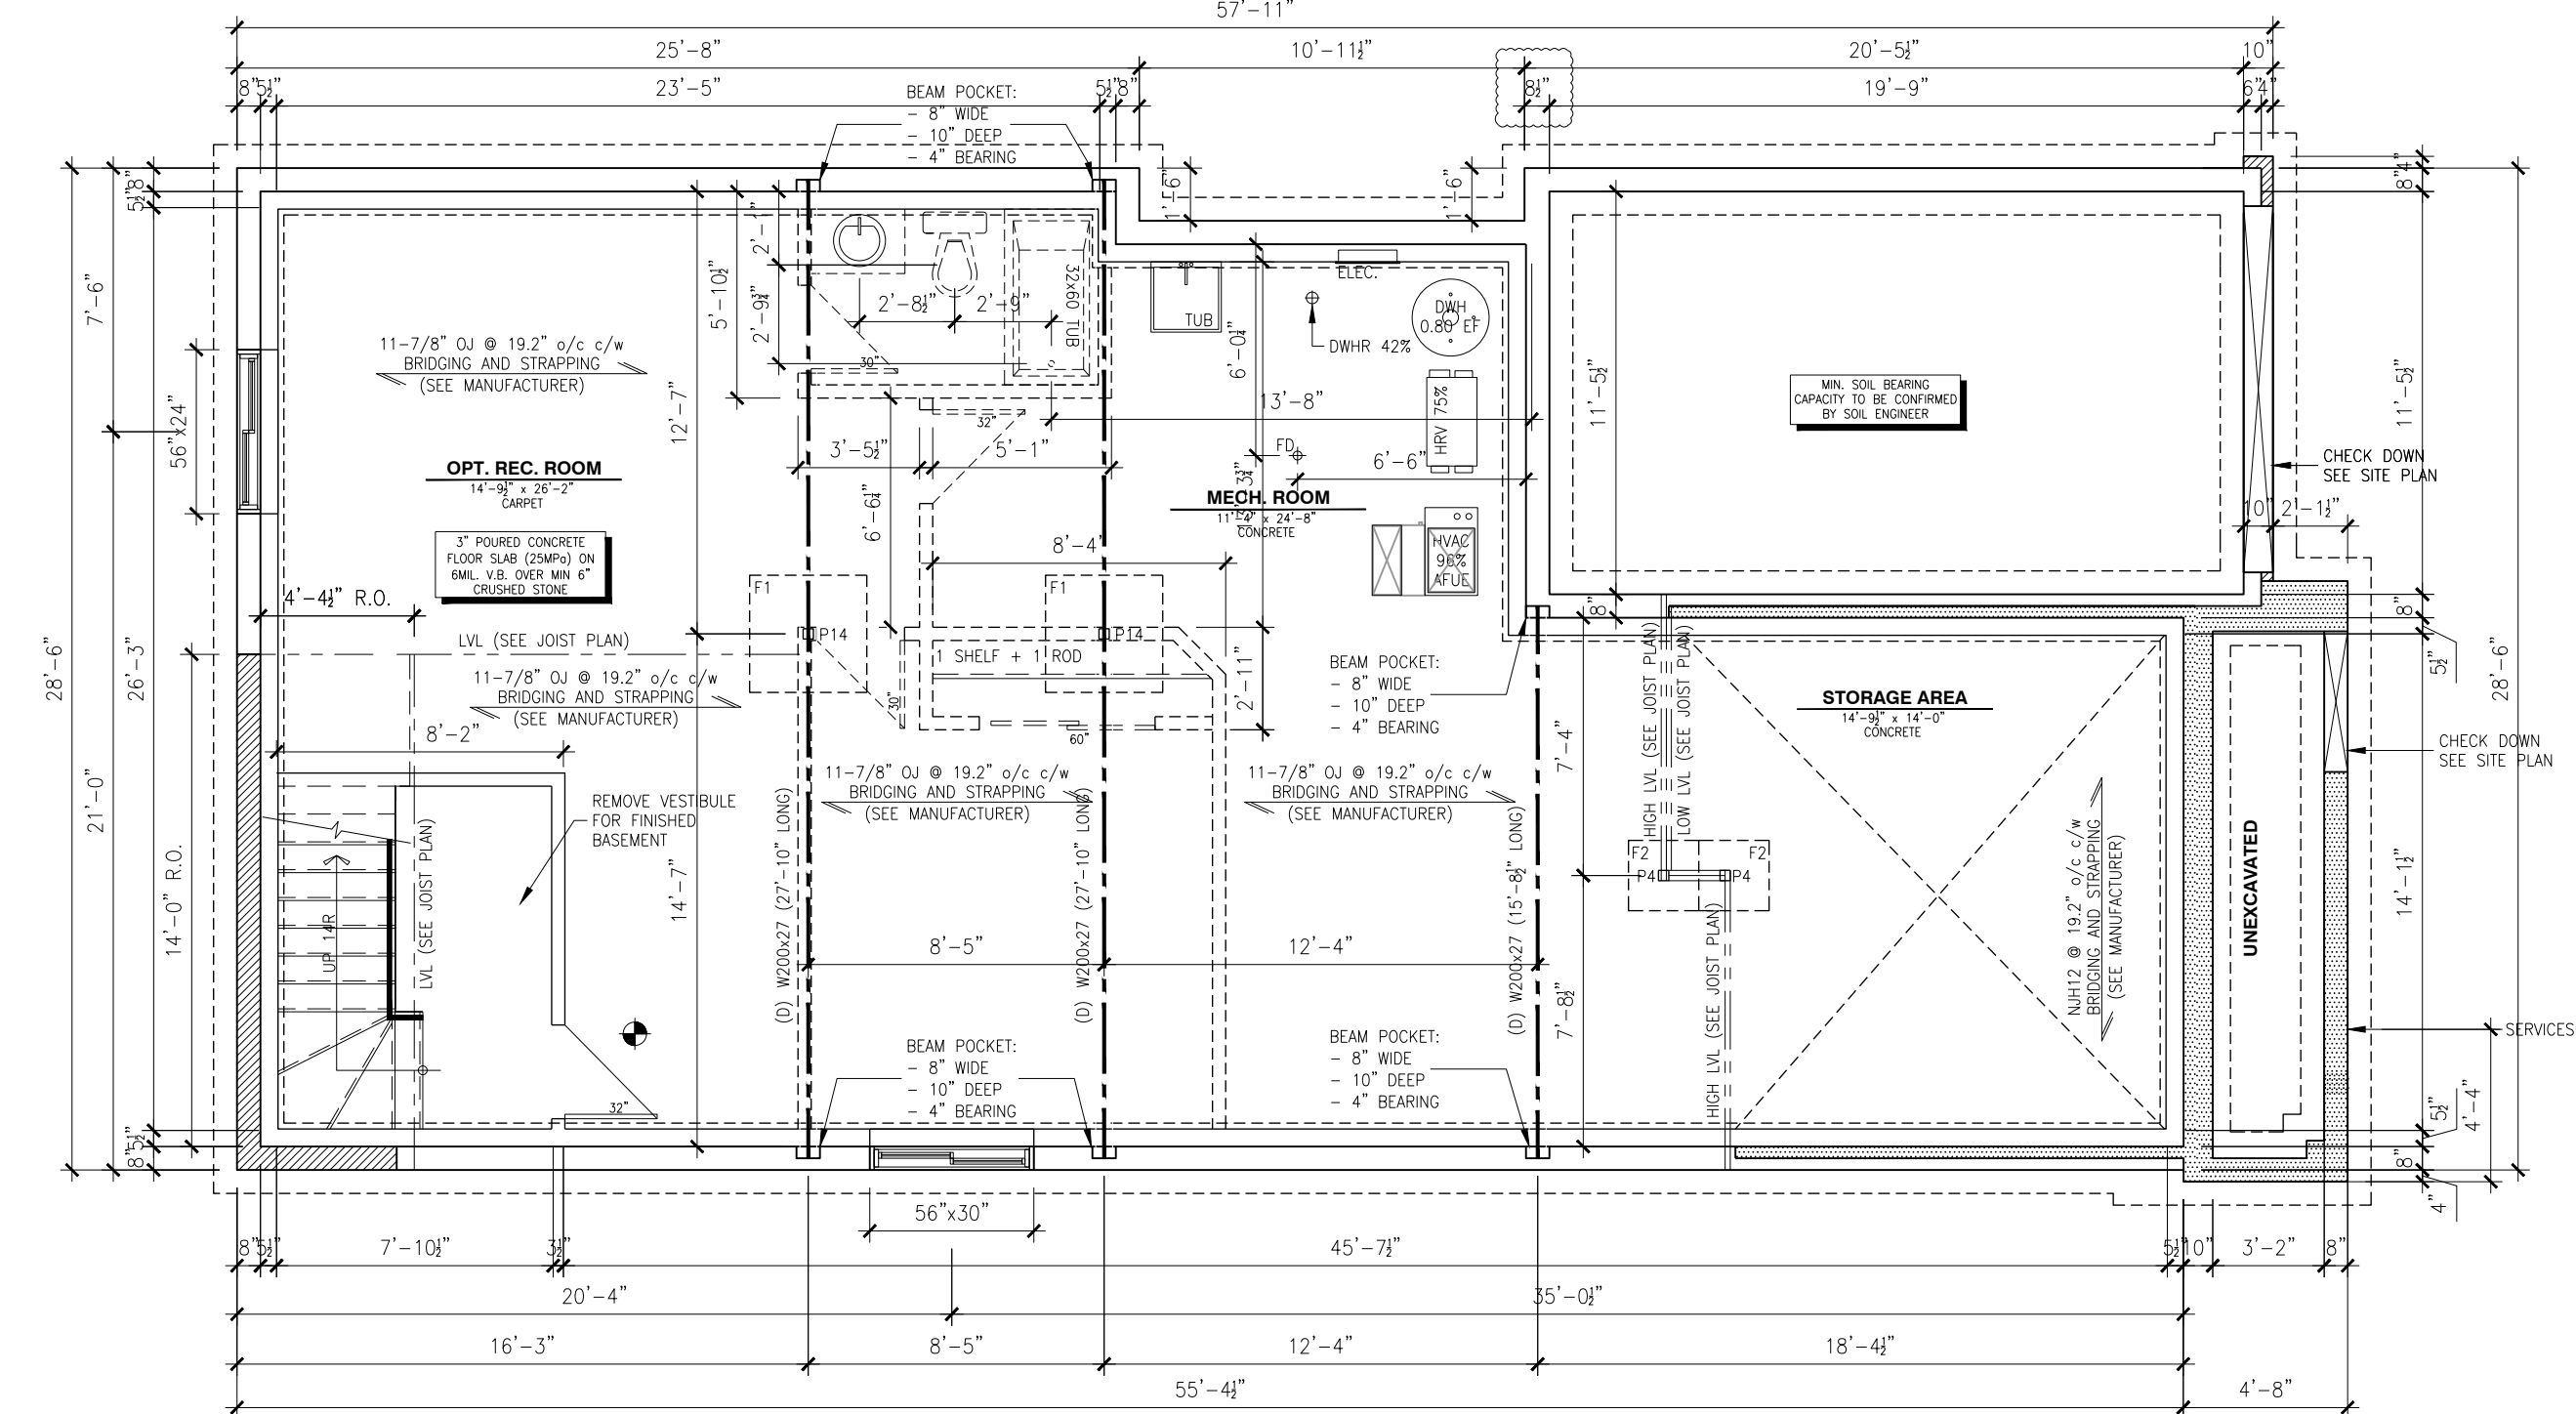 57'-11"
25'-8"
10'-11½"
20'-5½"
10"
8"
5½"
23'-5"
5½"
8"
8½"
19'-9"
6"
4"
BEAM POCKET:
- 8" WIDE
- 10" DEEP
- 4" BEARING
1'-6"
1'-6"
5½"
8"
8"
4"
7'-6"
56"x24"
28'-6"
26'-3"
21'-0"
14'-0" R.O.
8"
5½"
12'-7"
5'-10½"
2'-1"
2'-9¾"
2'-8½"
2'-9"
32x60 TUB
30"
TUB
ELEC.
DWHR 42%
DWH
0.80 EF
6'-0¼"
13'-8"
HRV 75%
FD
6'-6"
11'-5½"
11'-5½"
MIN. SOIL BEARING
CAPACITY TO BE CONFIRMED
BY SOIL ENGINEER
CHECK DOWN
SEE SITE PLAN
10"
2'-1½"
11-7/8" OJ @ 19.2" o/c c/w
BRIDGING AND STRAPPING
(SEE MANUFACTURER)
OPT. REC. ROOM
14'-9½" x 26'-2"
CARPET
3" POURED CONCRETE
FLOOR SLAB (25MPa) ON
6MIL. V.B. OVER MIN 6"
CRUSHED STONE
4'-4½" R.O.
LVL (SEE JOIST PLAN)
11-7/8" OJ @ 19.2" o/c c/w
BRIDGING AND STRAPPING
(SEE MANUFACTURER)
8'-2"
32"
3'-5½"
5'-1"
6'-6¼"
8'-4"
F1
P14
F1
P14
1 SHELF + 1 ROD
30"
60"
2'-11"
MECH. ROOM
11'-4" x 24'-8"
CONCRETE
HVAC
96%
AFUE
BEAM POCKET:
- 8" WIDE
- 10" DEEP
- 4" BEARING
8"
7'-4"
HIGH LVL (SEE JOIST PLAN)
LOW LVL (SEE JOIST PLAN)
STORAGE AREA
14'-9½" x 14'-0"
CONCRETE
8"
5½"
28'-6"
CHECK DOWN
SEE SITE PLAN
REMOVE VESTIBULE
FOR FINISHED
BASEMENT
UP 14R
LVL (SEE JOIST PLAN)
14'-7"
(D) W200x27 (27'-10" LONG)
11-7/8" OJ @ 19.2" o/c c/w
BRIDGING AND STRAPPING
(SEE MANUFACTURER)
(D) W200x27 (27'-10" LONG)
11-7/8" OJ @ 19.2" o/c c/w
BRIDGING AND STRAPPING
(SEE MANUFACTURER)
(D) W200x27 (15'-8½" LONG)
8'-5"
12'-4"
F2
F2
P4
P4
7'-8½"
HIGH LVL (SEE JOIST PLAN)
NJH12 @ 19.2" o/c c/w
BRIDGING AND STRAPPING
(SEE MANUFACTURER)
UNEXCAVATED
14'-1½"
SERVICES
5½"
4'-4"
8"
4"
32"
BEAM POCKET:
- 8" WIDE
- 10" DEEP
- 4" BEARING
BEAM POCKET:
- 8" WIDE
- 10" DEEP
- 4" BEARING
56"x30"
8"
5½"
7'-10½"
3½"
45'-7½"
5½"
10"
3'-2"
8"
20'-4"
35'-0½"
16'-3"
8'-5"
12'-4"
18'-4½"
55'-4½"
4'-8"